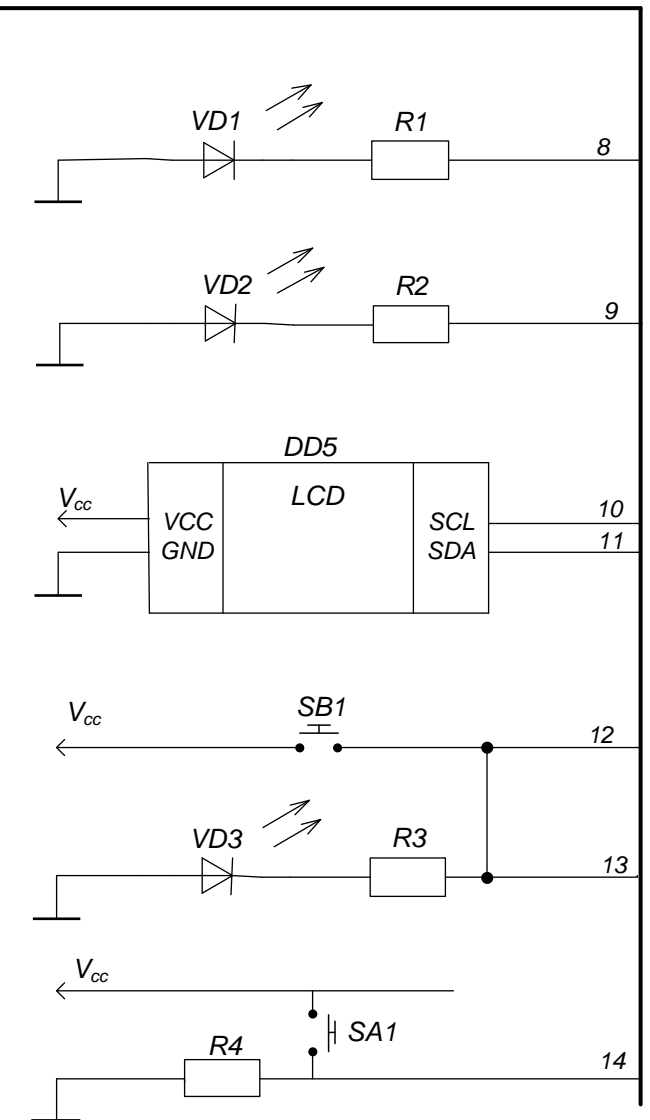 VD1 R1 8
VD2 R2 9
DD5
LCD
Vcc VCC SCL 10
GND SDA 11
Vcc SB1 12
VD3 R3 13
Vcc
SA1
R4 14